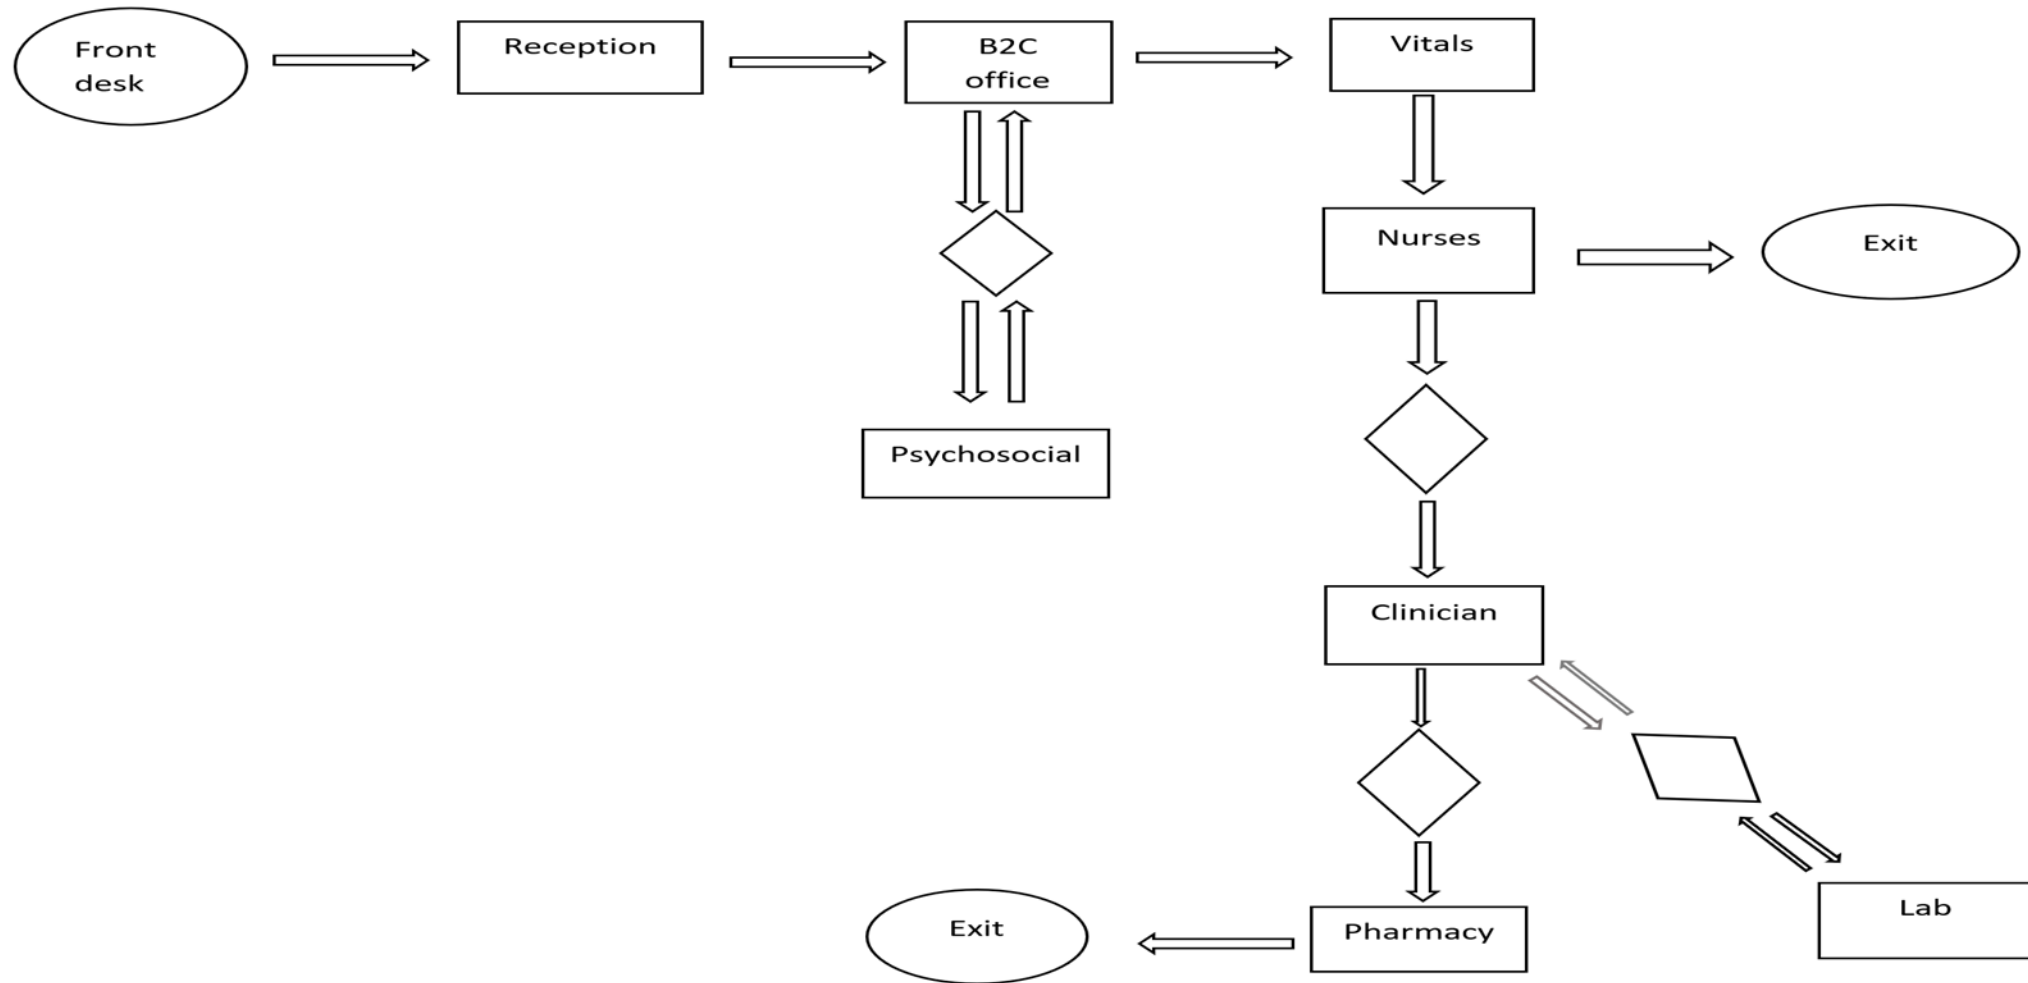 Front
desk
Reception
B2C
office
Vitals
Nurses
Exit
Psychosocial
Clinician
Exit
Pharmacy
Lab